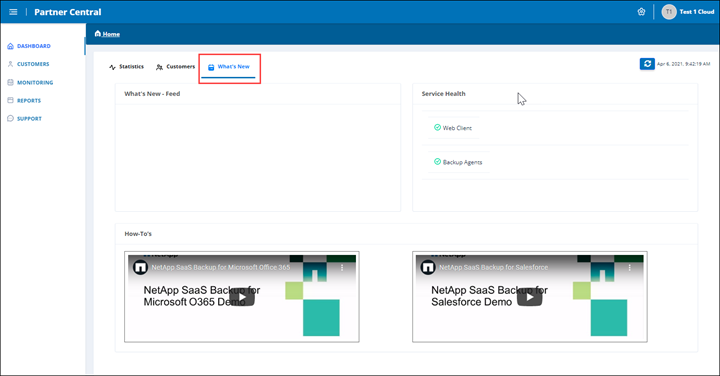 Partner Central
T1
Test 1 Cloud
Home
DASHBOARD
CUSTOMERS
MONITORING
REPORTS
SUPPORT
Statistics
Customers
What's New
Apr 6, 2021, 9:42:19 AM
What's New - Feed
Service Health
Web Client
Backup Agents
How-To's
NetApp SaaS Backup for Microsoft Office 365
NetApp SaaS Backup for
Microsoft O365 Demo
NetApp SaaS Backup for Salesforce
NetApp SaaS Backup for
Salesforce Demo